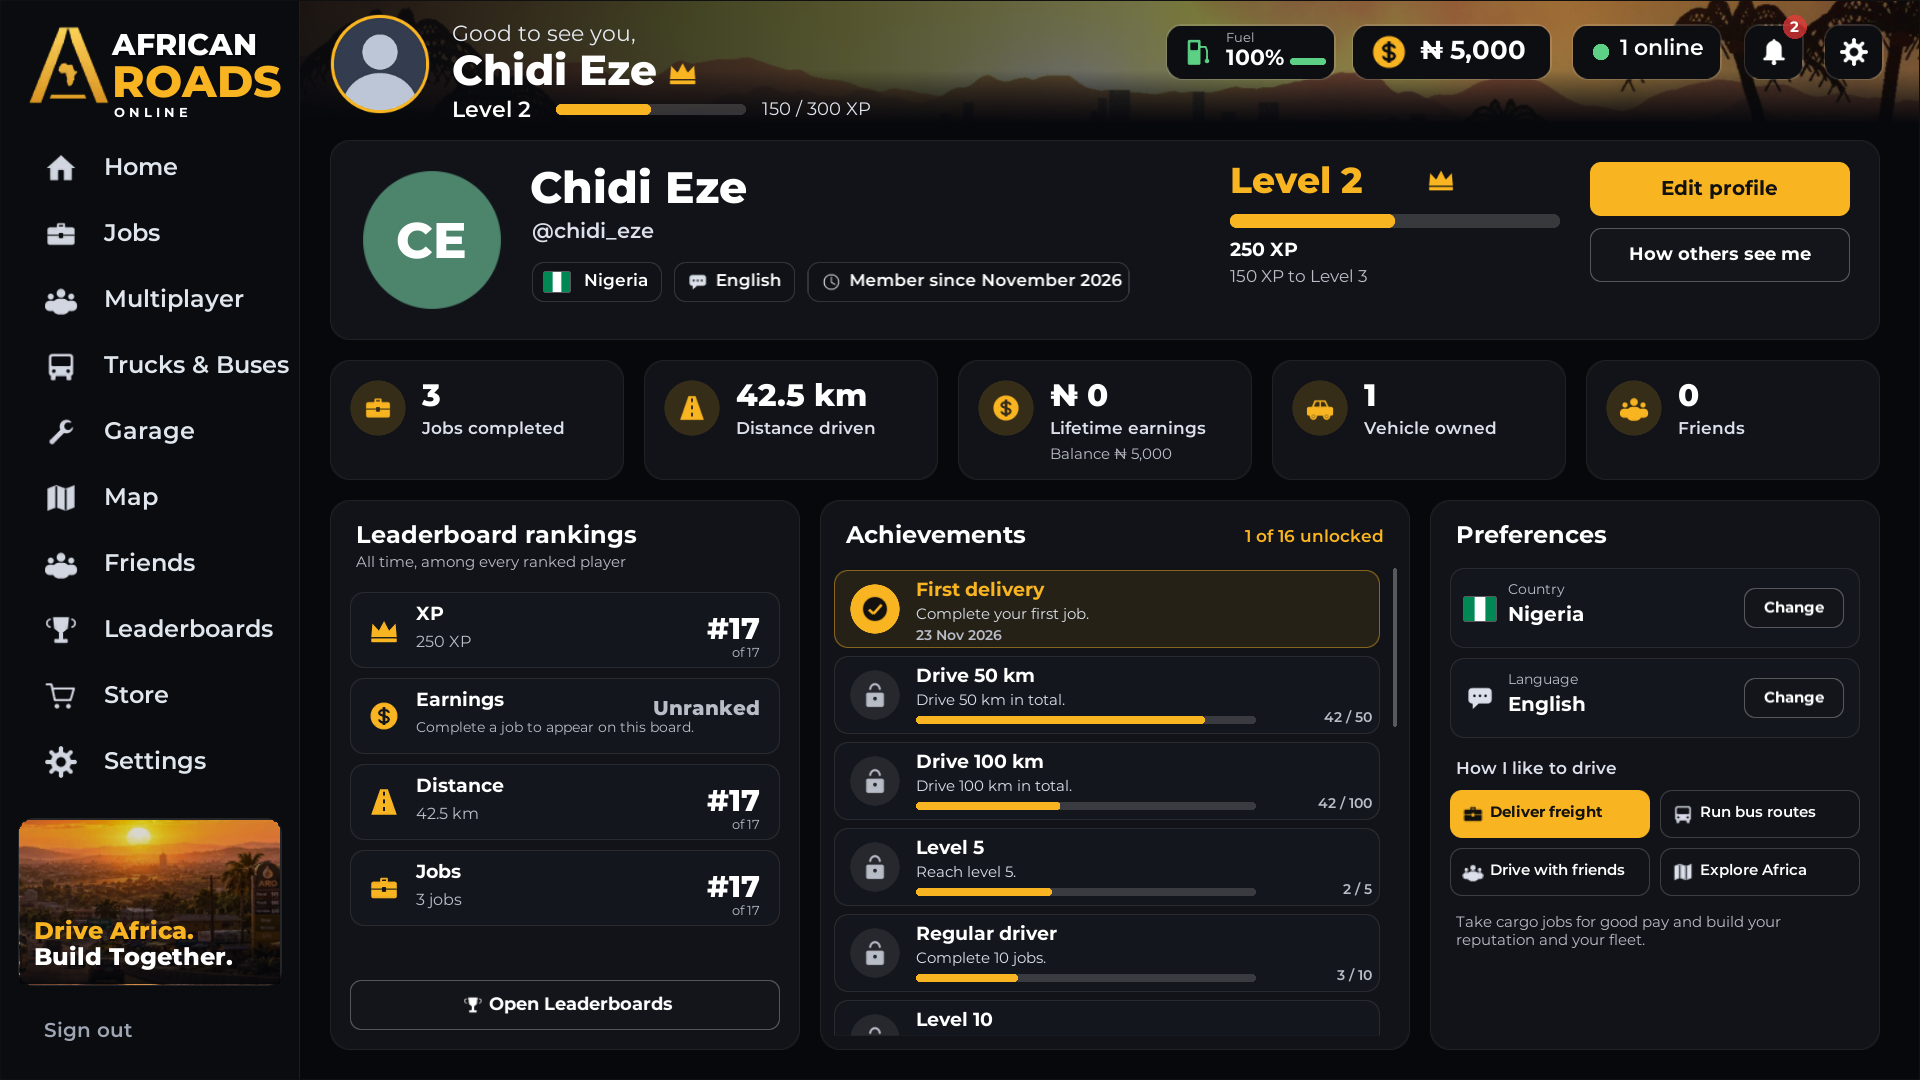 AFRICAN
ROADS
ONLINE
Home
Jobs
Multiplayer
Trucks & Buses
Garage
Map
Friends
Leaderboards
Store
Settings
Drive Africa.
Build Together.
Sign out
Good to see you,
Chidi Eze
Level 2
150 / 300 XP
Fuel
100%
₦ 5,000
1 online
2
CE
Chidi Eze
@chidi_eze
Nigeria
English
Member since November 2026
Level 2
250 XP
150 XP to Level 3
Edit profile
How others see me
3
Jobs completed
42.5 km
Distance driven
₦ 0
Lifetime earnings
Balance ₦ 5,000
1
Vehicle owned
0
Friends
Leaderboard rankings
All time, among every ranked player
XP
250 XP
#17
of 17
Earnings
Complete a job to appear on this board.
Unranked
Distance
42.5 km
#17
of 17
Jobs
3 jobs
#17
of 17
Open Leaderboards
Achievements
1 of 16 unlocked
First delivery
Complete your first job.
23 Nov 2026
Drive 50 km
Drive 50 km in total.
42 / 50
Drive 100 km
Drive 100 km in total.
42 / 100
Level 5
Reach level 5.
2 / 5
Regular driver
Complete 10 jobs.
3 / 10
Level 10
Preferences
Country
Nigeria
Change
Language
English
Change
How I like to drive
Deliver freight
Run bus routes
Drive with friends
Explore Africa
Take cargo jobs for good pay and build your
reputation and your fleet.